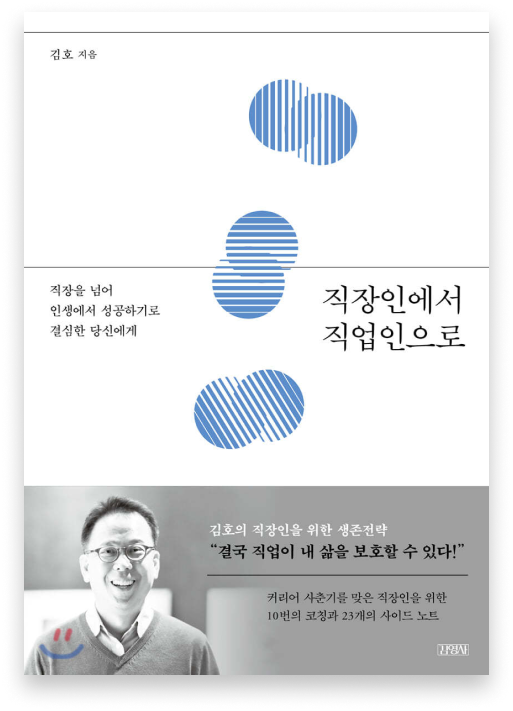 김호 지음
직장을 넘어
인생에서 성공하기로
결심한 당신에게
직장인에서
직업인으로
김호의 직장인을 위한 생존전략
“결국 직업이 내 삶을 보호할 수 있다!”
커리어 사춘기를 맞은 직장인을 위한
10번의 코칭과 23개의 사이드 노트
김영사